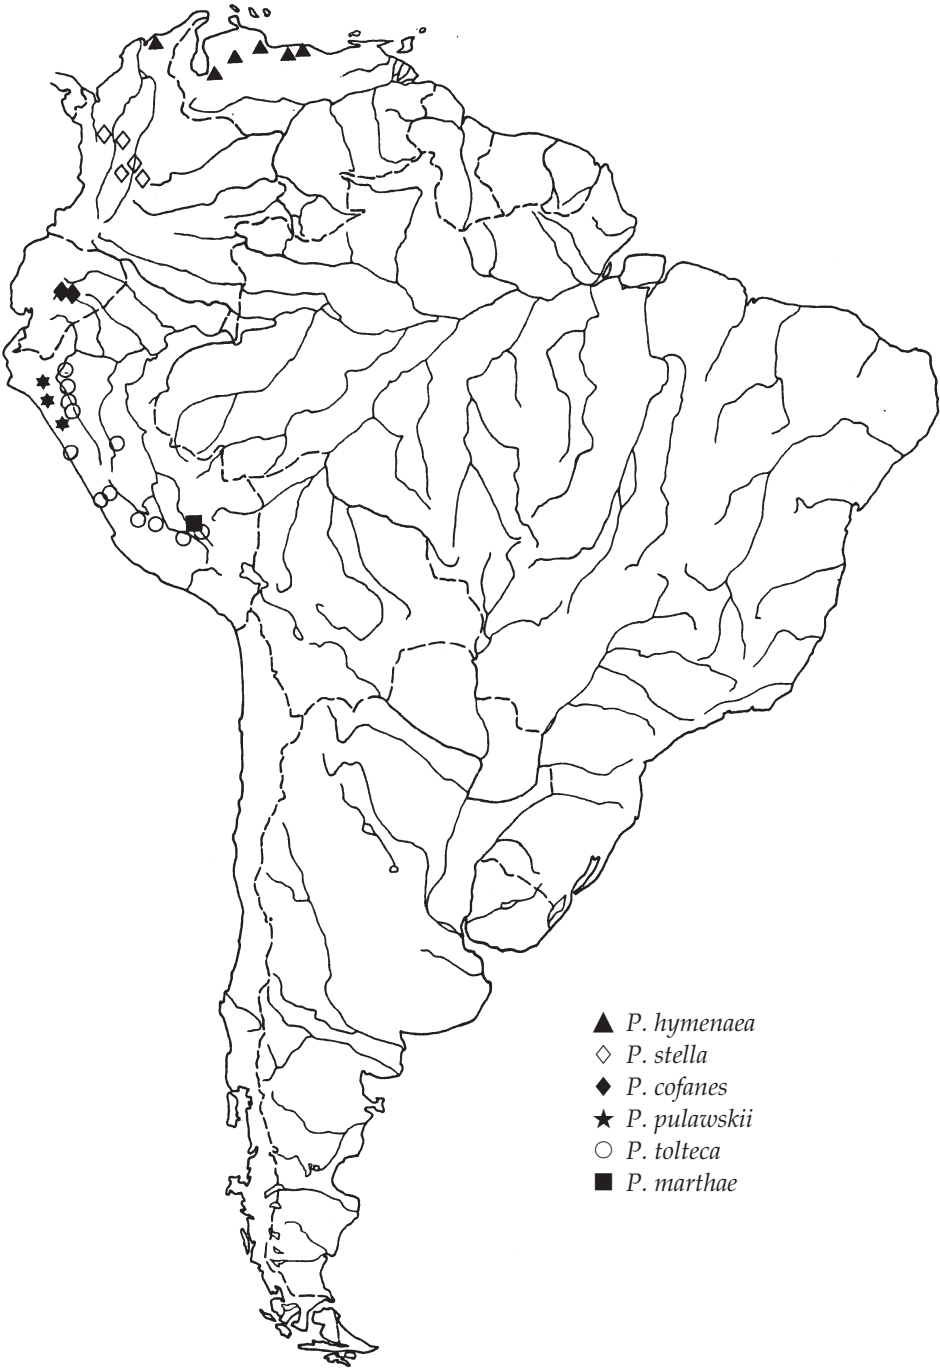 P. hymenaea
P. stella
P. cofanes
P. pulawskii
P. tolteca
P. marthae